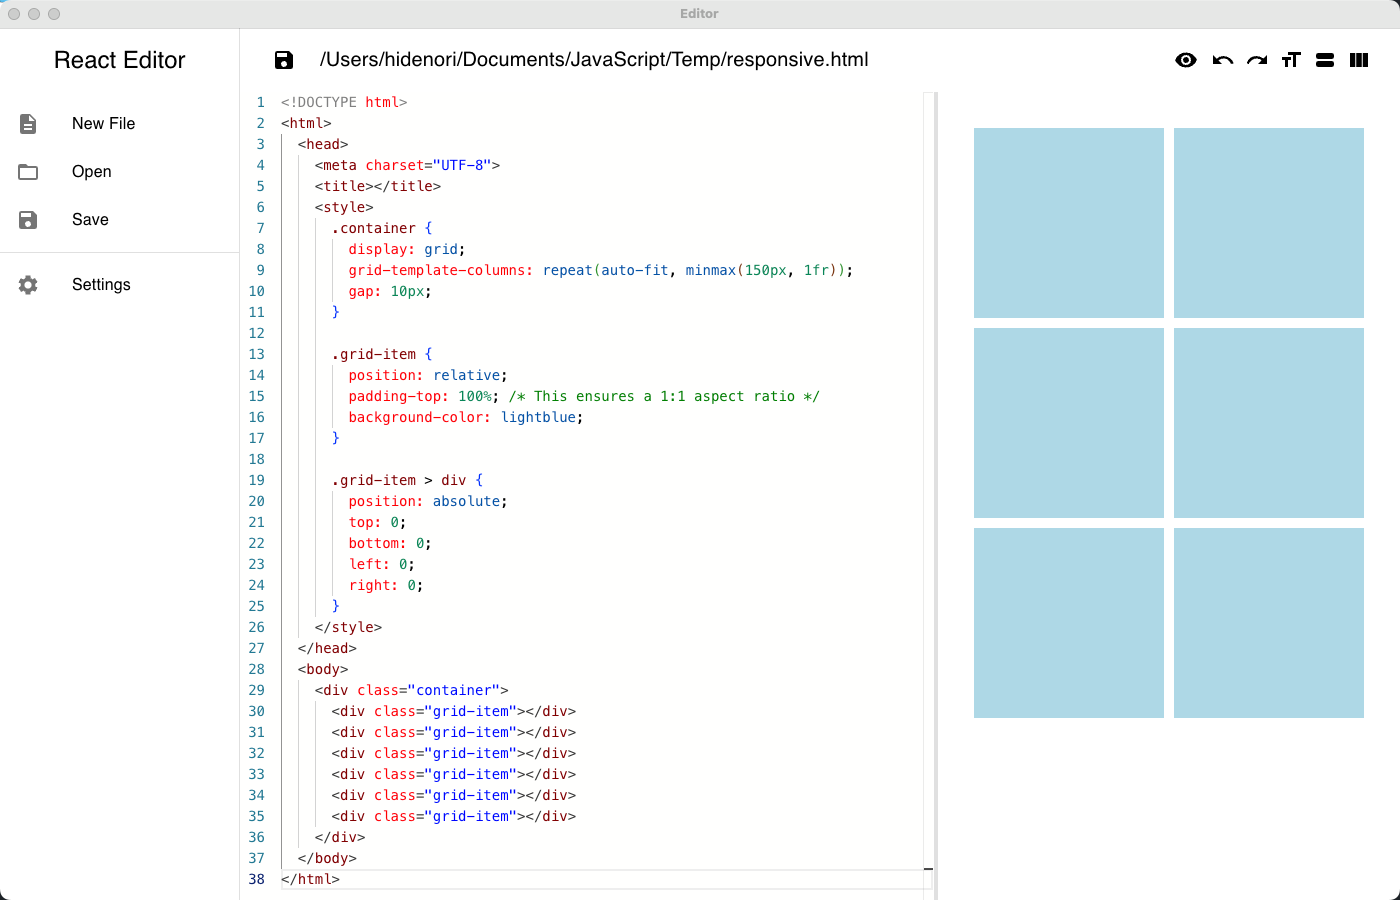 Editor
React Editor
New File
Open
Save
Settings
/Users/hidenori/Documents/JavaScript/Temp/responsive.html
1 <!DOCTYPE html>
2 <html>
3   <head>
4     <meta charset="UTF-8">
5     <title></title>
6     <style>
7       .container {
8         display: grid;
9         grid-template-columns: repeat(auto-fit, minmax(150px, 1fr));
10         gap: 10px;
11       }
12
13       .grid-item {
14         position: relative;
15         padding-top: 100%; /* This ensures a 1:1 aspect ratio */
16         background-color: lightblue;
17       }
18
19       .grid-item > div {
20         position: absolute;
21         top: 0;
22         bottom: 0;
23         left: 0;
24         right: 0;
25       }
26     </style>
27   </head>
28   <body>
29     <div class="container">
30       <div class="grid-item"></div>
31       <div class="grid-item"></div>
32       <div class="grid-item"></div>
33       <div class="grid-item"></div>
34       <div class="grid-item"></div>
35       <div class="grid-item"></div>
36     </div>
37   </body>
38 </html>